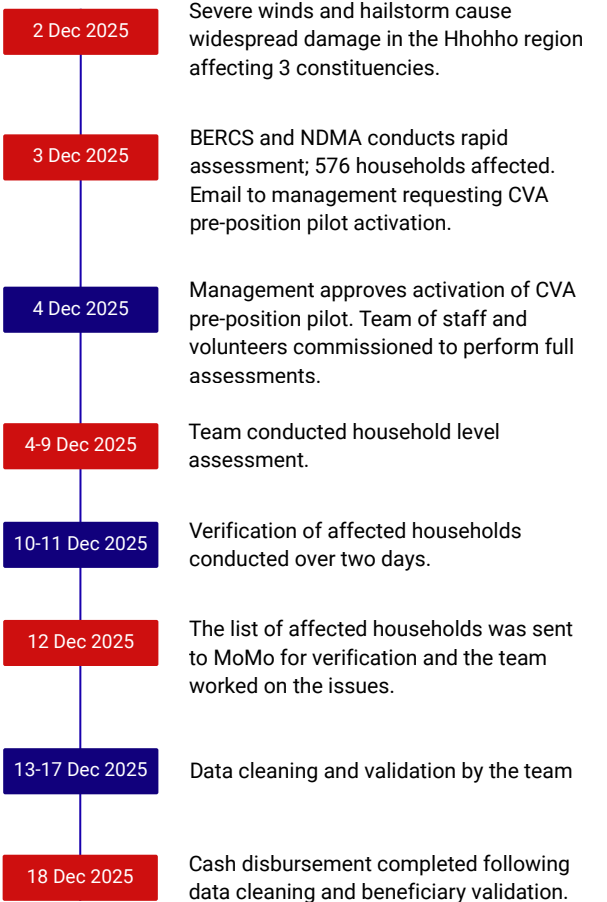 2 Dec 2025
Severe winds and hailstorm cause
widespread damage in the Hhohho region
affecting 3 constituencies.
3 Dec 2025
BERCS and NDMA conducts rapid
assessment; 576 households affected.
Email to management requesting CVA
pre-position pilot activation.
4 Dec 2025
Management approves activation of CVA
pre-position pilot. Team of staff and
volunteers commissioned to perform full
assessments.
4-9 Dec 2025
Team conducted household level
assessment.
10-11 Dec 2025
Verification of affected households
conducted over two days.
12 Dec 2025
The list of affected households was sent
to MoMo for verification and the team
worked on the issues.
13-17 Dec 2025
Data cleaning and validation by the team
18 Dec 2025
Cash disbursement completed following
data cleaning and beneficiary validation.